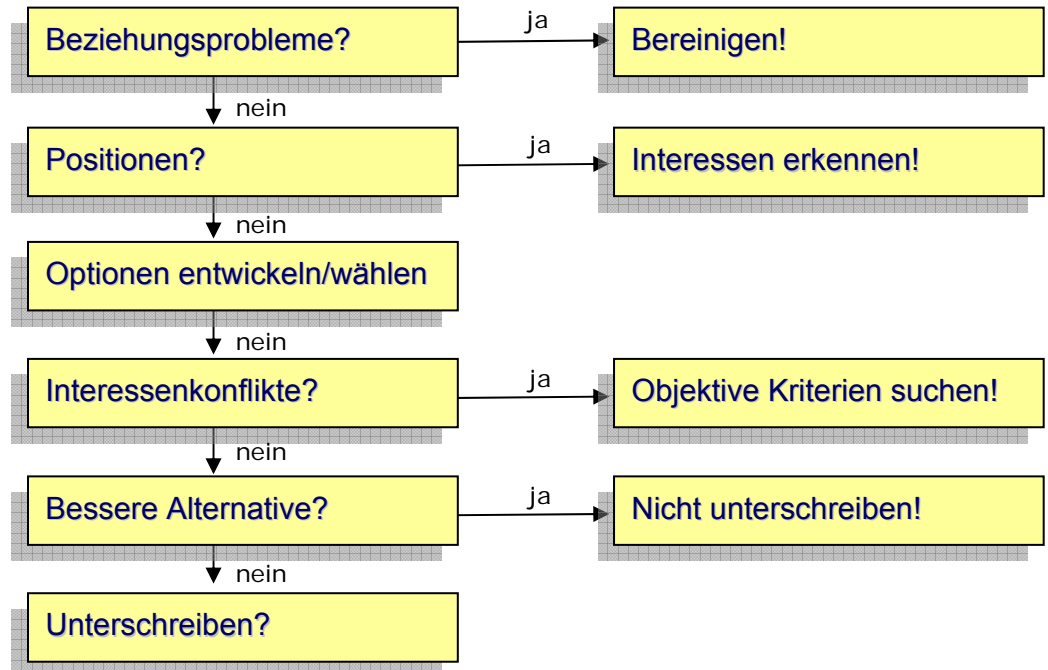 Beziehungsprobleme?
ja
Bereinigen!
nein
Positionen?
ja
Interessen erkennen!
nein
Optionen entwickeln/wählen
nein
Interessenkonflikte?
ja
Objektive Kriterien suchen!
nein
Bessere Alternative?
ja
Nicht unterschreiben!
nein
Unterschreiben?